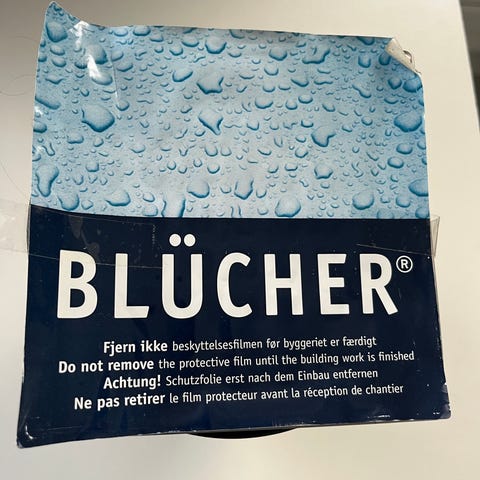 BLÜCHER®
Fjern ikke beskyttelsesfilmen før byggeriet er færdigt
Do not remove the protective film until the building work is finished
Achtung! Schutzfolie erst nach dem Einbau entfernen
Ne pas retirer le film protecteur avant la réception de chantier